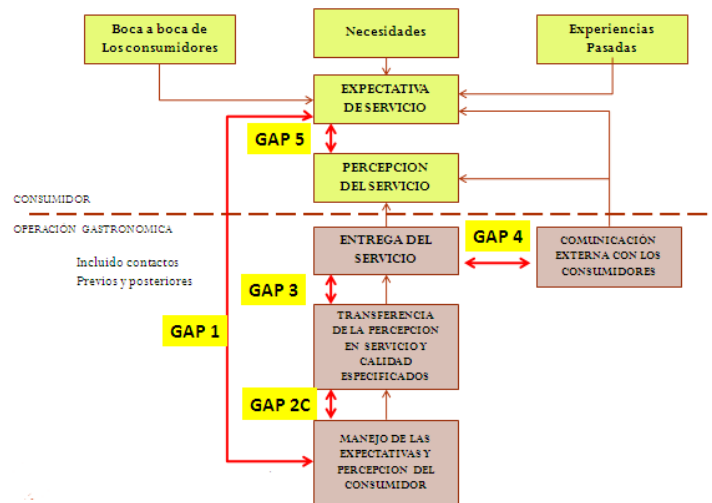 Boca a boca de
Los consumidores
Necesidades
Experiencias
Pasadas
EXPECTATIVA
DE SERVICIO
GAP 5
PERCEPCION
DEL SERVICIO
CONSUMIDOR
OPERACIÓN GASTRONOMICA
Incluido contactos
Previos y posteriores
ENTREGA DEL
SERVICIO
GAP 4
COMUNICACIÓN
EXTERNA CON LOS
CONSUMIDORES
GAP 3
GAP 1
TRANSFERENCIA
DE LA PERCEPCION
EN SERVICIO Y
CALIDAD
ESPECIFICADOS
GAP 2C
MANEJO DE LAS
EXPECTATIVAS Y
PERCEPCION DEL
CONSUMIDOR